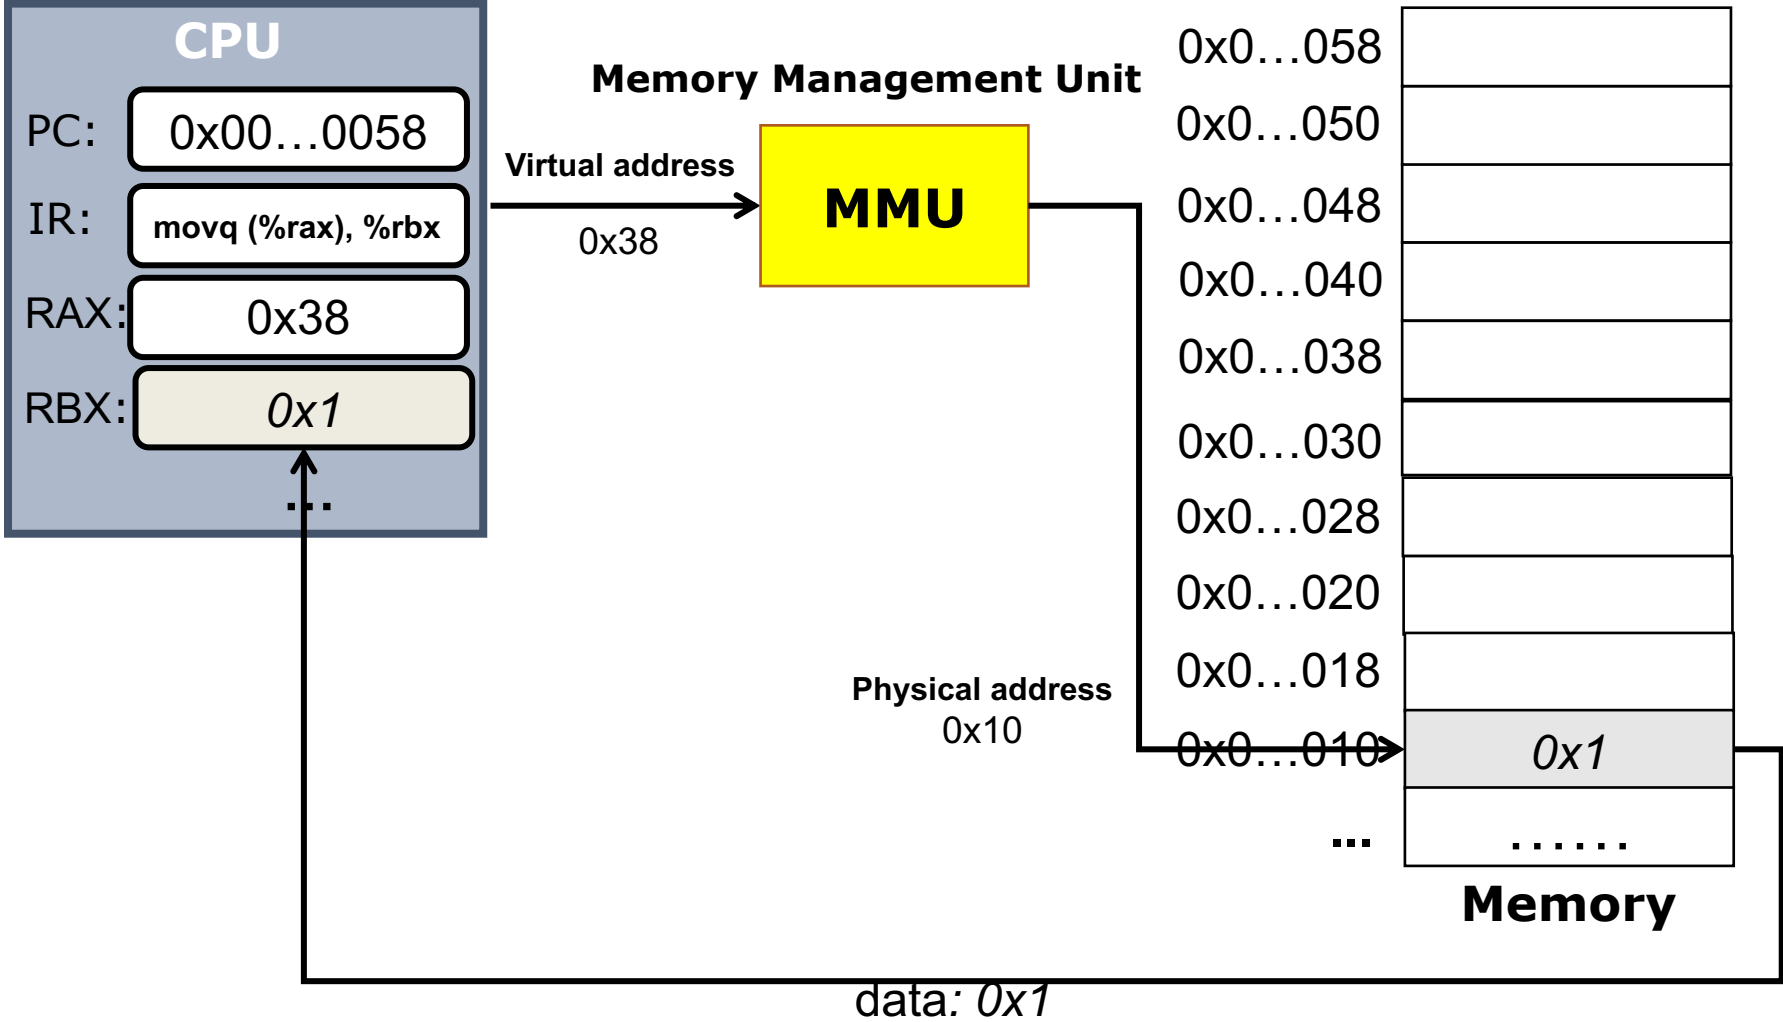 CPU
PC: 0x00…0058
IR: movq (%rax), %rbx
RAX: 0x38
RBX: 0x1
...
Memory Management Unit
Virtual address
0x38
MMU
Physical address
0x10
0x0…058
0x0…050
0x0…048
0x0…040
0x0…038
0x0…030
0x0…028
0x0…020
0x0…018
0x0…010 0x1
... ......
Memory
data: 0x1